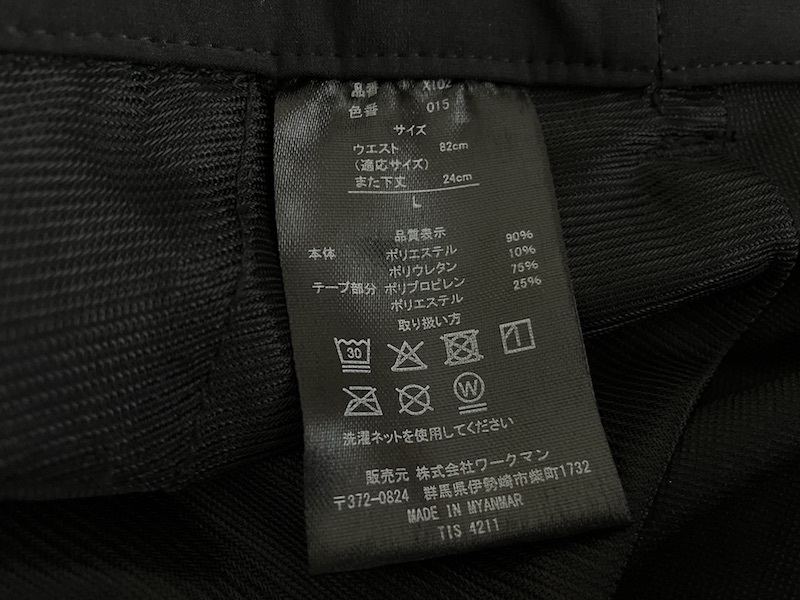 品番 X102
色番 015
サイズ
ウエスト 82cm
(適応サイズ)
また下丈 24cm
L
品質表示
本体 ポリエステル 90%
ポリウレタン 10%
テープ部分 ポリプロピレン 75%
ポリエステル 25%
取り扱い方
30
W
洗濯ネットを使用してください
販売元 株式会社ワークマン
〒372-0824 群馬県伊勢崎市柴町1732
MADE IN MYANMAR
TIS 4211